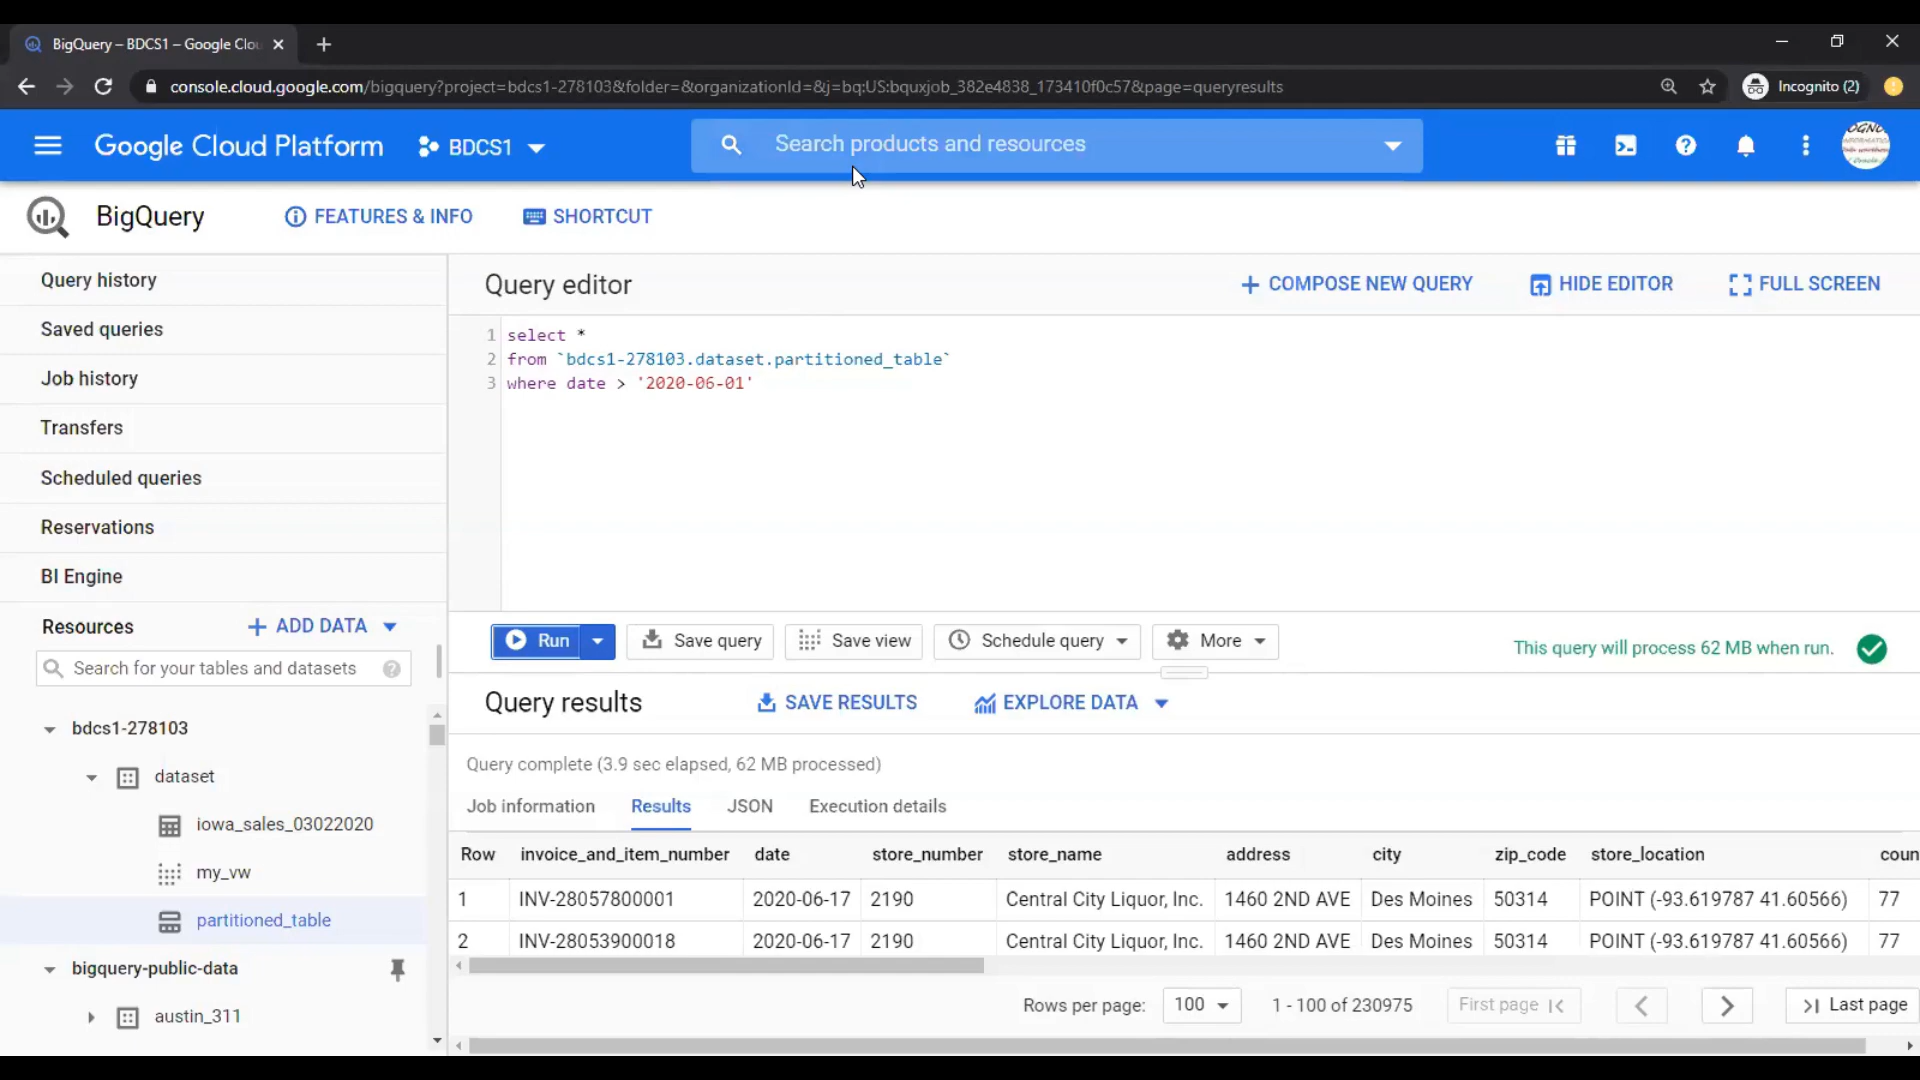 BigQuery – BDCS1 – Google Clou
console.cloud.google.com/bigquery?project=bdcs1-278103&folder=&organizationId=&j=bq:US:bquxjob_382e4838_173410f0c57&page=queryresults
Incognito (2)
Google Cloud Platform
BDCS1
Search products and resources
BigQuery
FEATURES & INFO
SHORTCUT
Query history
Saved queries
Job history
Transfers
Scheduled queries
Reservations
BI Engine
Resources
ADD DATA
Search for your tables and datasets
bdcs1-278103
dataset
iowa_sales_03022020
my_vw
partitioned_table
bigquery-public-data
austin_311
Query editor
COMPOSE NEW QUERY
HIDE EDITOR
FULL SCREEN
1 select *
2 from `bdcs1-278103.dataset.partitioned_table`
3 where date > '2020-06-01'
Run
Save query
Save view
Schedule query
More
This query will process 62 MB when run.
Query results
SAVE RESULTS
EXPLORE DATA
Query complete (3.9 sec elapsed, 62 MB processed)
Job information Results JSON Execution details
Row invoice_and_item_number date store_number store_name address city zip_code store_location coun
1 INV-28057800001 2020-06-17 2190 Central City Liquor, Inc. 1460 2ND AVE Des Moines 50314 POINT (-93.619787 41.60566) 77
2 INV-28053900018 2020-06-17 2190 Central City Liquor, Inc. 1460 2ND AVE Des Moines 50314 POINT (-93.619787 41.60566) 77
Rows per page: 100 1 - 100 of 230975 First page Last page